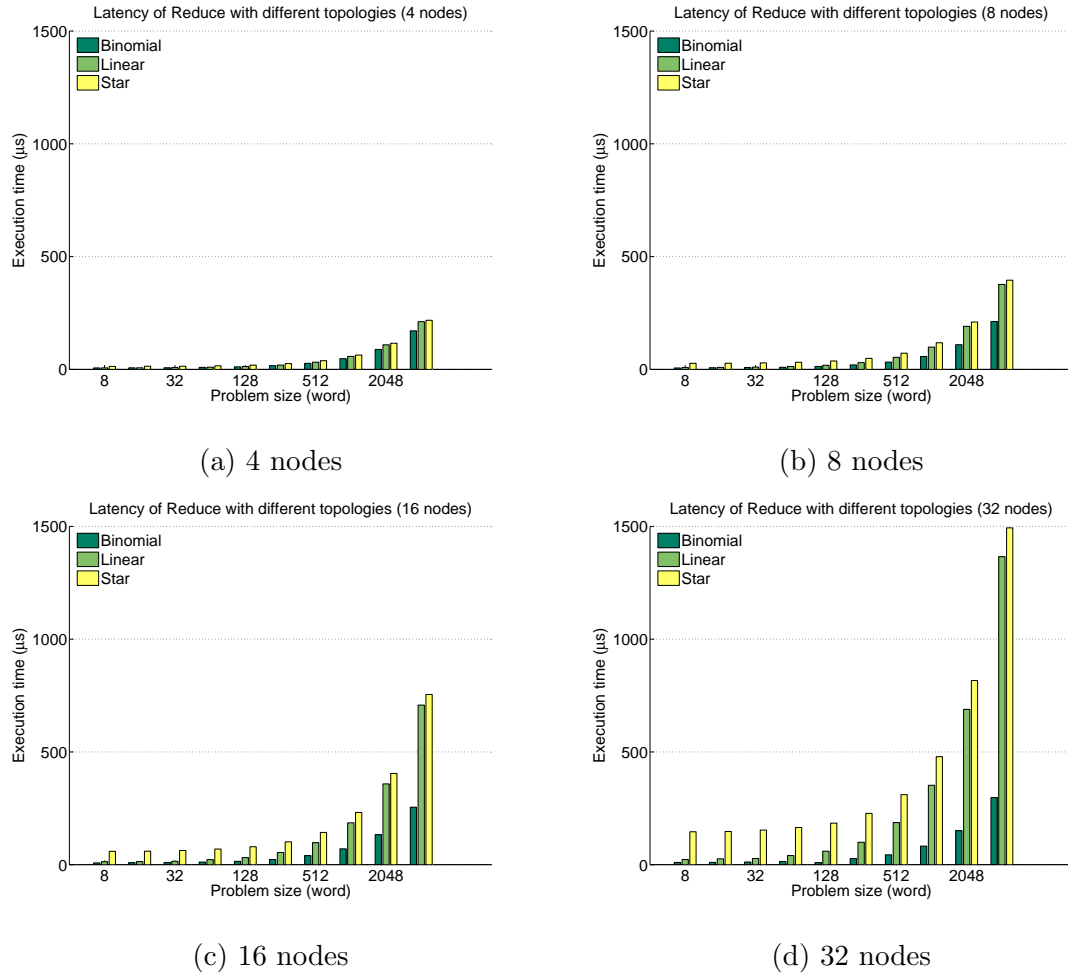 Latency of Reduce with different topologies (4 nodes)
1500
Binomial
Linear
Star
1000
500
0
Execution time (μs)
8 32 128 512 2048
Problem size (word)
(a) 4 nodes
Latency of Reduce with different topologies (8 nodes)
1500
Binomial
Linear
Star
1000
500
0
Execution time (μs)
8 32 128 512 2048
Problem size (word)
(b) 8 nodes
Latency of Reduce with different topologies (16 nodes)
1500
Binomial
Linear
Star
1000
500
0
Execution time (μs)
8 32 128 512 2048
Problem size (word)
(c) 16 nodes
Latency of Reduce with different topologies (32 nodes)
1500
Binomial
Linear
Star
1000
500
0
Execution time (μs)
8 32 128 512 2048
Problem size (word)
(d) 32 nodes